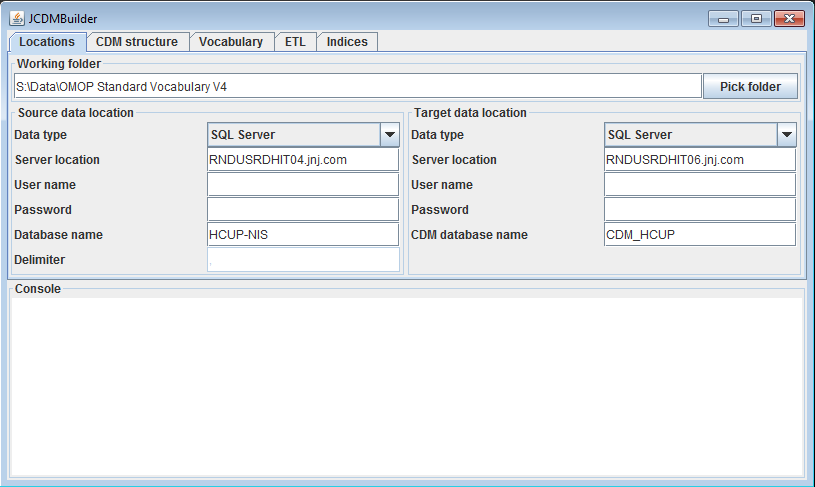 JCDMBuilder
Locations CDM structure Vocabulary ETL Indices
Working folder
S:\Data\OMOP Standard Vocabulary V4 Pick folder
Source data location
Data type SQL Server
Server location RNDUSRDHIT04.jnj.com
User name
Password
Database name HCUP-NIS
Delimiter ,
Target data location
Data type SQL Server
Server location RNDUSRDHIT06.jnj.com
User name
Password
CDM database name CDM_HCUP
Console